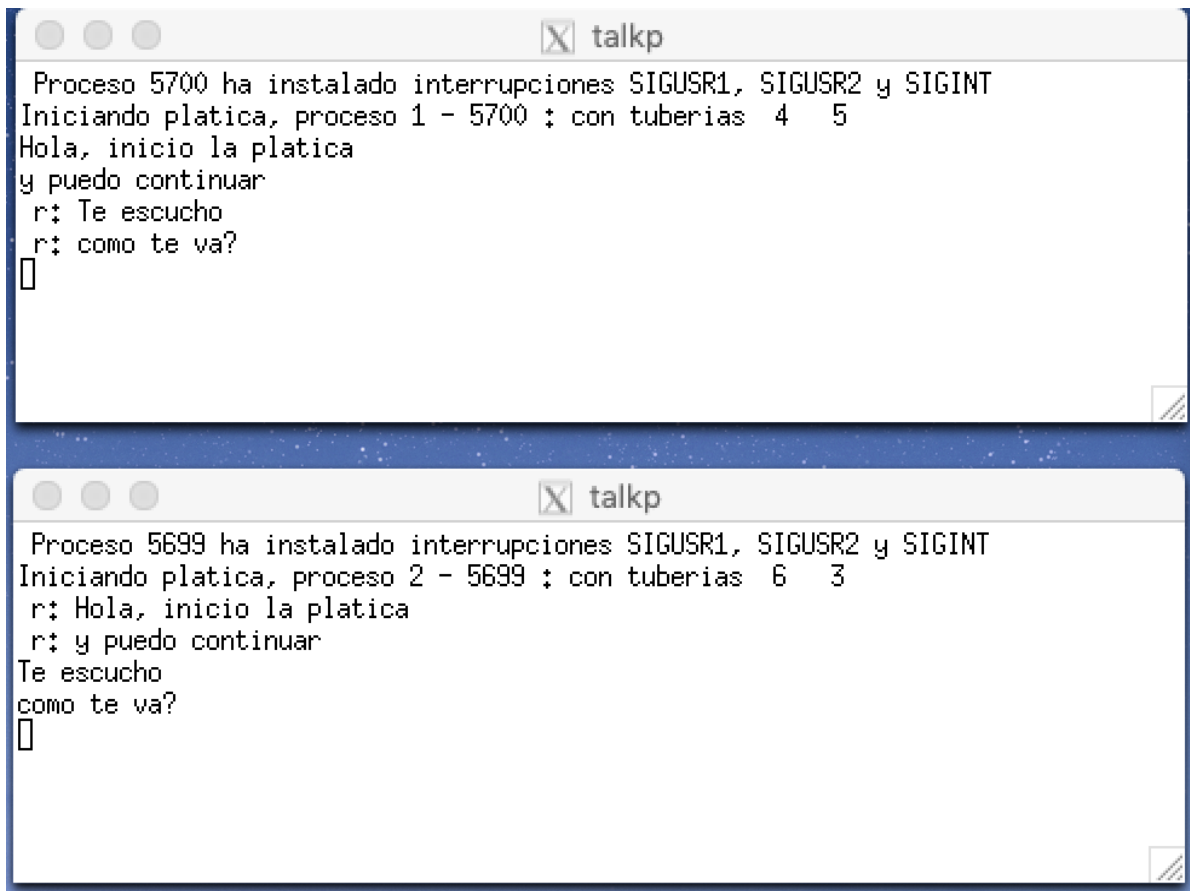 talkp
Proceso 5700 ha instalado interrupciones SIGUSR1, SIGUSR2 y SIGINT
Iniciando platica, proceso 1 - 5700 : con tuberias 4 5
Hola, inicio la platica
y puedo continuar
r: Te escucho
r: como te va?
talkp
Proceso 5699 ha instalado interrupciones SIGUSR1, SIGUSR2 y SIGINT
Iniciando platica, proceso 2 - 5699 : con tuberias 6 3
r: Hola, inicio la platica
r: y puedo continuar
Te escucho
como te va?